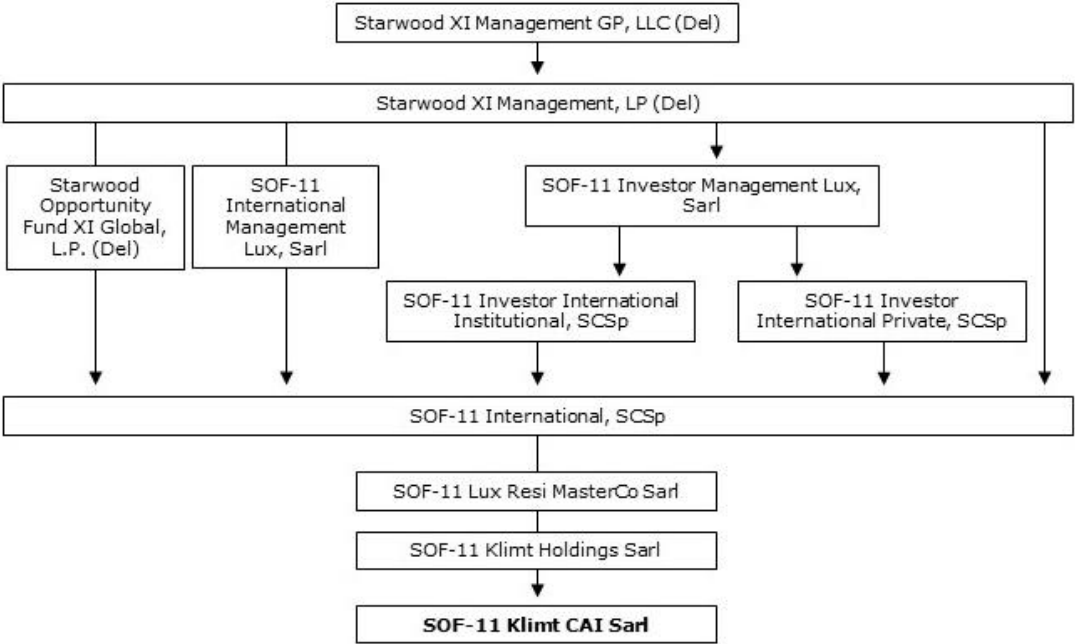 Starwood XI Management GP, LLC (Del)
Starwood XI Management, LP (Del)
Starwood
Opportunity
Fund XI Global,
L.P. (Del)
SOF-11
International
Management
Lux, Sarl
SOF-11 Investor Management Lux,
Sarl
SOF-11 Investor International
Institutional, SCSp
SOF-11 Investor
International Private, SCSp
SOF-11 International, SCSp
SOF-11 Lux Resi MasterCo Sarl
SOF-11 Klimt Holdings Sarl
SOF-11 Klimt CAI Sarl